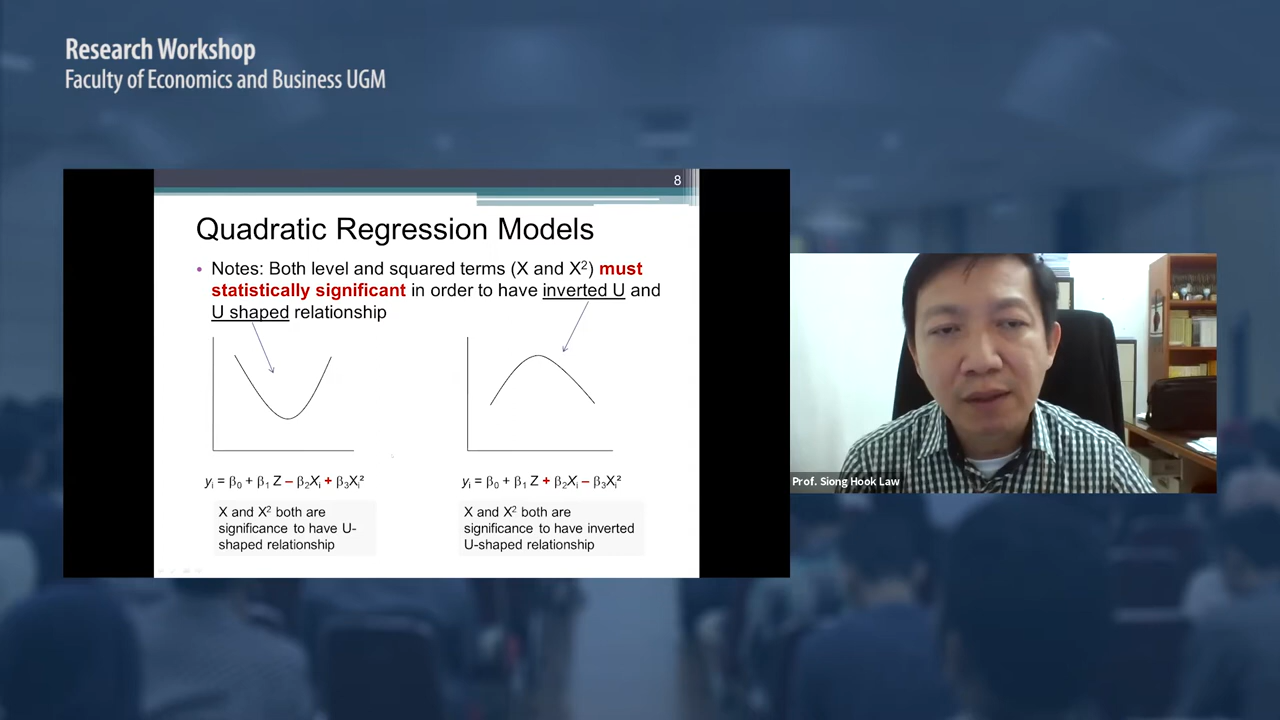 Research Workshop
Faculty of Economics and Business UGM
8
Quadratic Regression Models
• Notes: Both level and squared terms (X and X²) must
statistically significant in order to have inverted U and
U shaped relationship
yᵢ = β₀ + β₁ Z – β₂Xᵢ + β₃Xᵢ²
X and X² both are
significance to have U-
shaped relationship
yᵢ = β₀ + β₁ Z + β₂Xᵢ – β₃Xᵢ²
X and X² both are
significance to have inverted
U-shaped relationship
Prof. Siong Hook Law